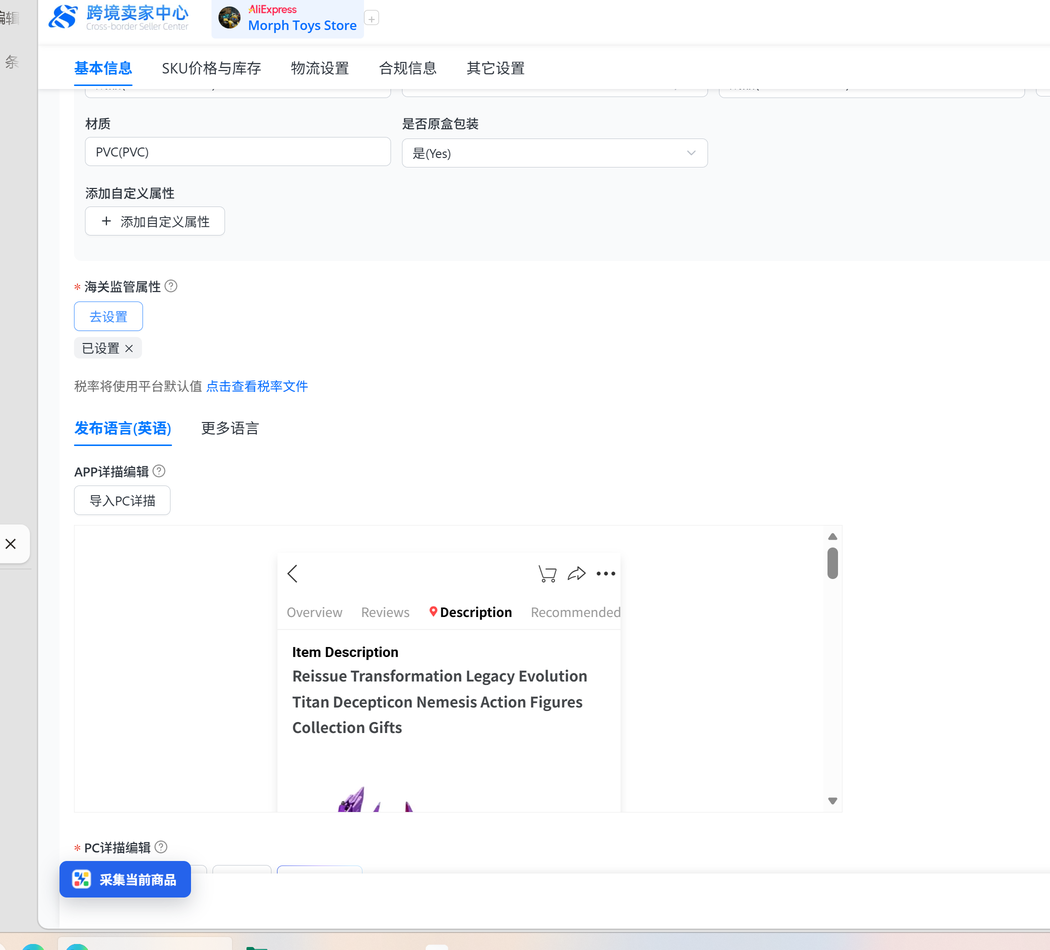 编辑
跨境卖家中心
Cross-border Seller Center
AliExpress
Morph Toys Store
条
基本信息 SKU价格与库存 物流设置 合规信息 其它设置
材质 是否原盒包装
PVC(PVC) 是(Yes)
添加自定义属性
+ 添加自定义属性
* 海关监管属性
去设置
已设置 ×
税率将使用平台默认值 点击查看税率文件
发布语言(英语) 更多语言
APP详描编辑
导入PC详描
Overview Reviews Description Recommended
Item Description
Reissue Transformation Legacy Evolution
Titan Decepticon Nemesis Action Figures
Collection Gifts
* PC详描编辑
采集当前商品